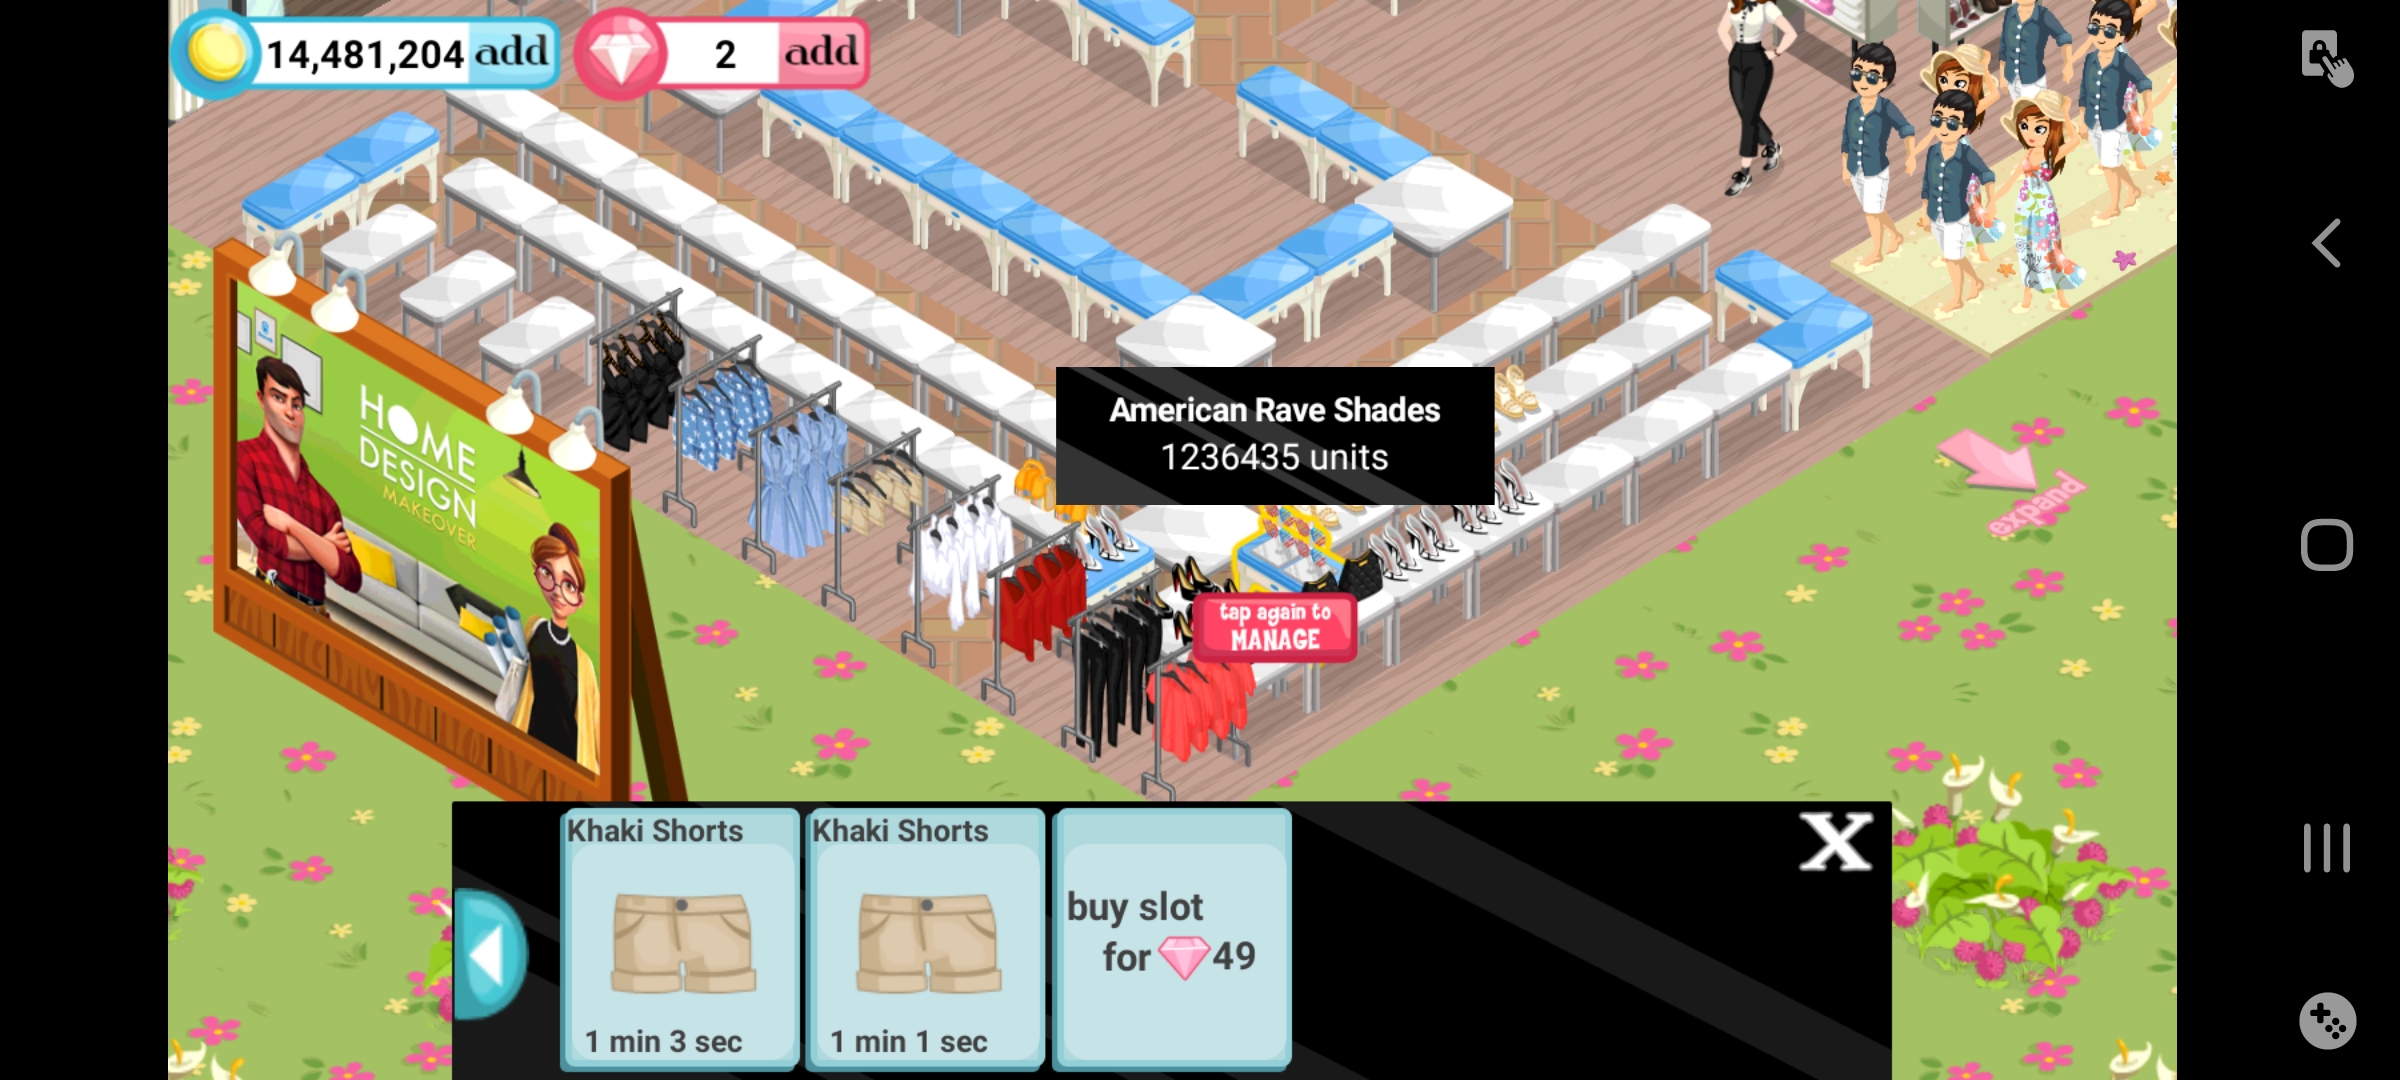 14,481,204 add
2 add
HOME
DESIGN
MAKEOVER
American Rave Shades
1236435 units
expand
tap again to
MANAGE
Khaki Shorts
1 min 3 sec
Khaki Shorts
1 min 1 sec
buy slot
for 49
X